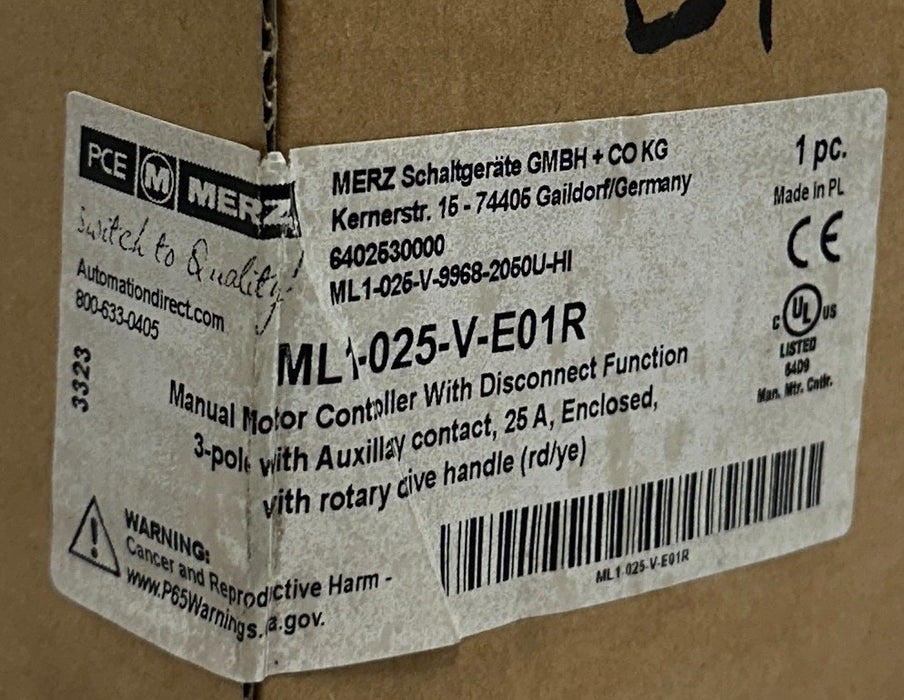 PCE M MERZ
Switch to Quality!
Automationdirect.com
800-633-0405
3323
MERZ Schaltgeräte GMBH + CO KG
Kernerstr. 15 - 74405 Gaildorf/Germany
6402530000
ML1-025-V-9968-2050U-HI
1 pc.
Made in PL
CE
C UL US
LISTED
64D9
Man. Mtr. Cntlr.
ML1-025-V-E01R
Manual Motor Contoller With Disconnect Function
3-pole with Auxillay contact, 25 A, Enclosed,
with rotary dive handle (rd/ye)
WARNING:
Cancer and Reproductive Harm -
www.P65Warnings.ca.gov.
ML1-025-V-E01R